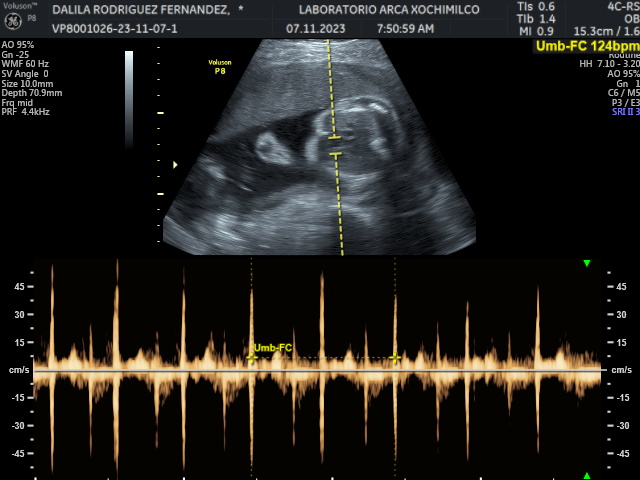 Voluson™
GE
P8
DALILA RODRIGUEZ FERNANDEZ, *
LABORATORIO ARCA XOCHIMILCO
TIs 0.6
4C-RS
VP8001026-23-11-07-1
07.11.2023
7:50:59 AM
TIb 1.4
OB
MI 0.9
15.3cm / 1.6
Umb-FC 124bpm
AO 95%
Gn -25
WMF 60 Hz
SV Angle 0
Size 10.0mm
Depth 70.9mm
Frq mid
PRF 4.4kHz
Voluson
P8
Routine
HH 7.10 - 3.20
AO 95%
Gn 1
C6 / M5
P3 / E3
SRI II 3
Umb-FC
45
30
15
cm/s
-15
-30
-45
45
30
15
cm/s
-15
-30
-45